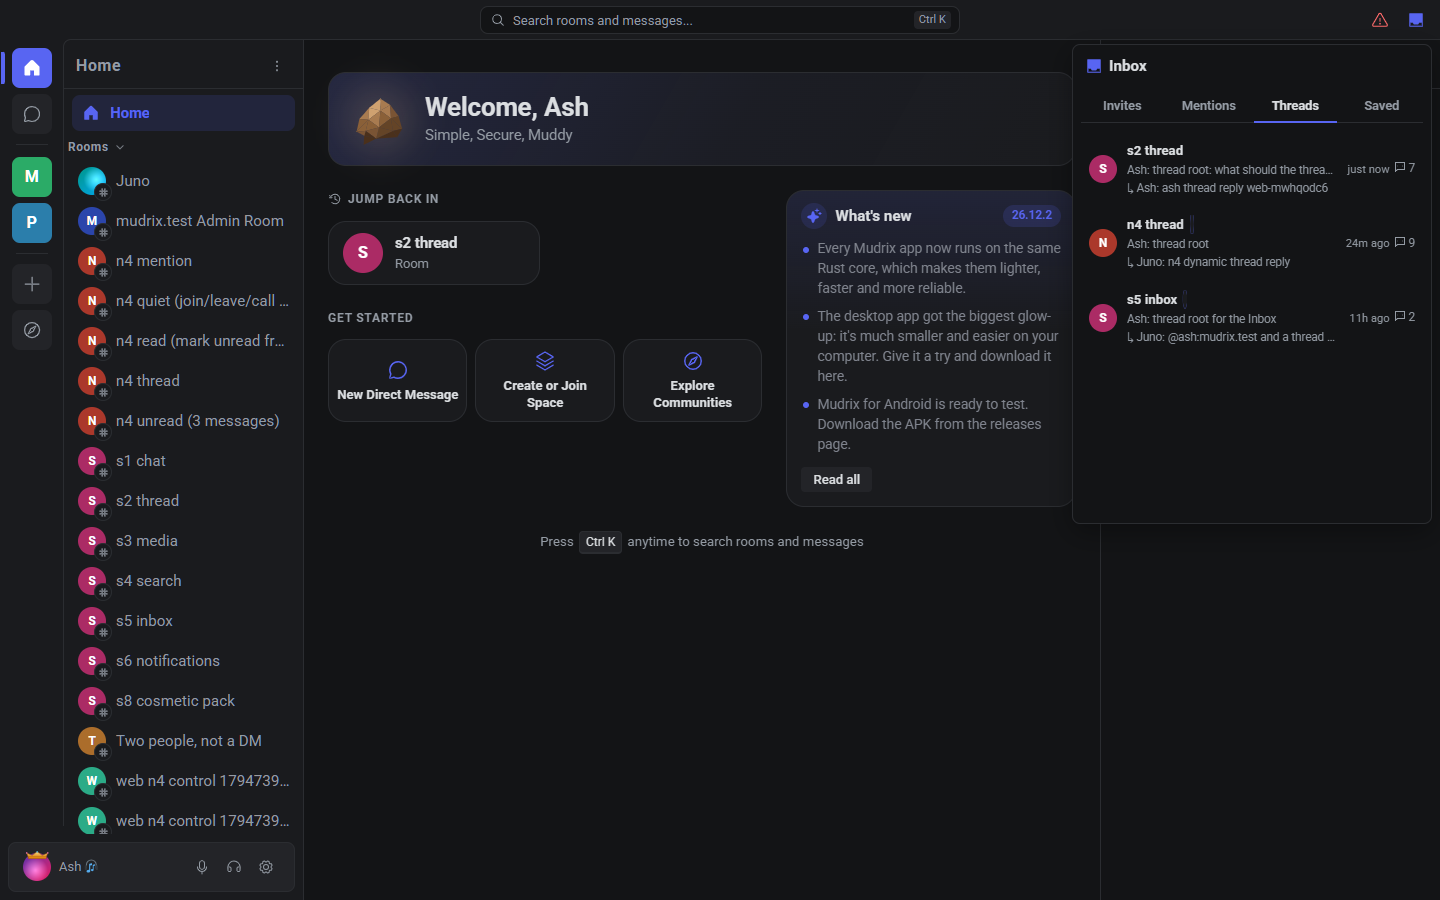 Search rooms and messages...
Ctrl K
Home
Home
Rooms
M
P
Juno
M
mudrix.test Admin Room
N
n4 mention
N
n4 quiet (join/leave/call ...
N
n4 read (mark unread fr...
N
n4 thread
N
n4 unread (3 messages)
S
s1 chat
S
s2 thread
S
s3 media
S
s4 search
S
s5 inbox
S
s6 notifications
S
s8 cosmetic pack
T
Two people, not a DM
W
web n4 control 1794739...
W
web n4 control 1794739...
Ash
Welcome, Ash
Simple, Secure, Muddy
JUMP BACK IN
S
s2 thread
Room
GET STARTED
New Direct Message
Create or Join
Space
Explore
Communities
What's new
26.12.2
Every Mudrix app now runs on the same
Rust core, which makes them lighter,
faster and more reliable.
The desktop app got the biggest glow-
up: it's much smaller and easier on your
computer. Give it a try and download it
here.
Mudrix for Android is ready to test.
Download the APK from the releases
page.
Read all
Press Ctrl K anytime to search rooms and messages
Inbox
Invites
Mentions
Threads
Saved
S
s2 thread
Ash: thread root: what should the threa...
just now
7
Ash: ash thread reply web-mwhqodc6
N
n4 thread
Ash: thread root
24m ago
9
Juno: n4 dynamic thread reply
S
s5 inbox
Ash: thread root for the Inbox
11h ago
2
Juno: @ash:mudrix.test and a thread ...